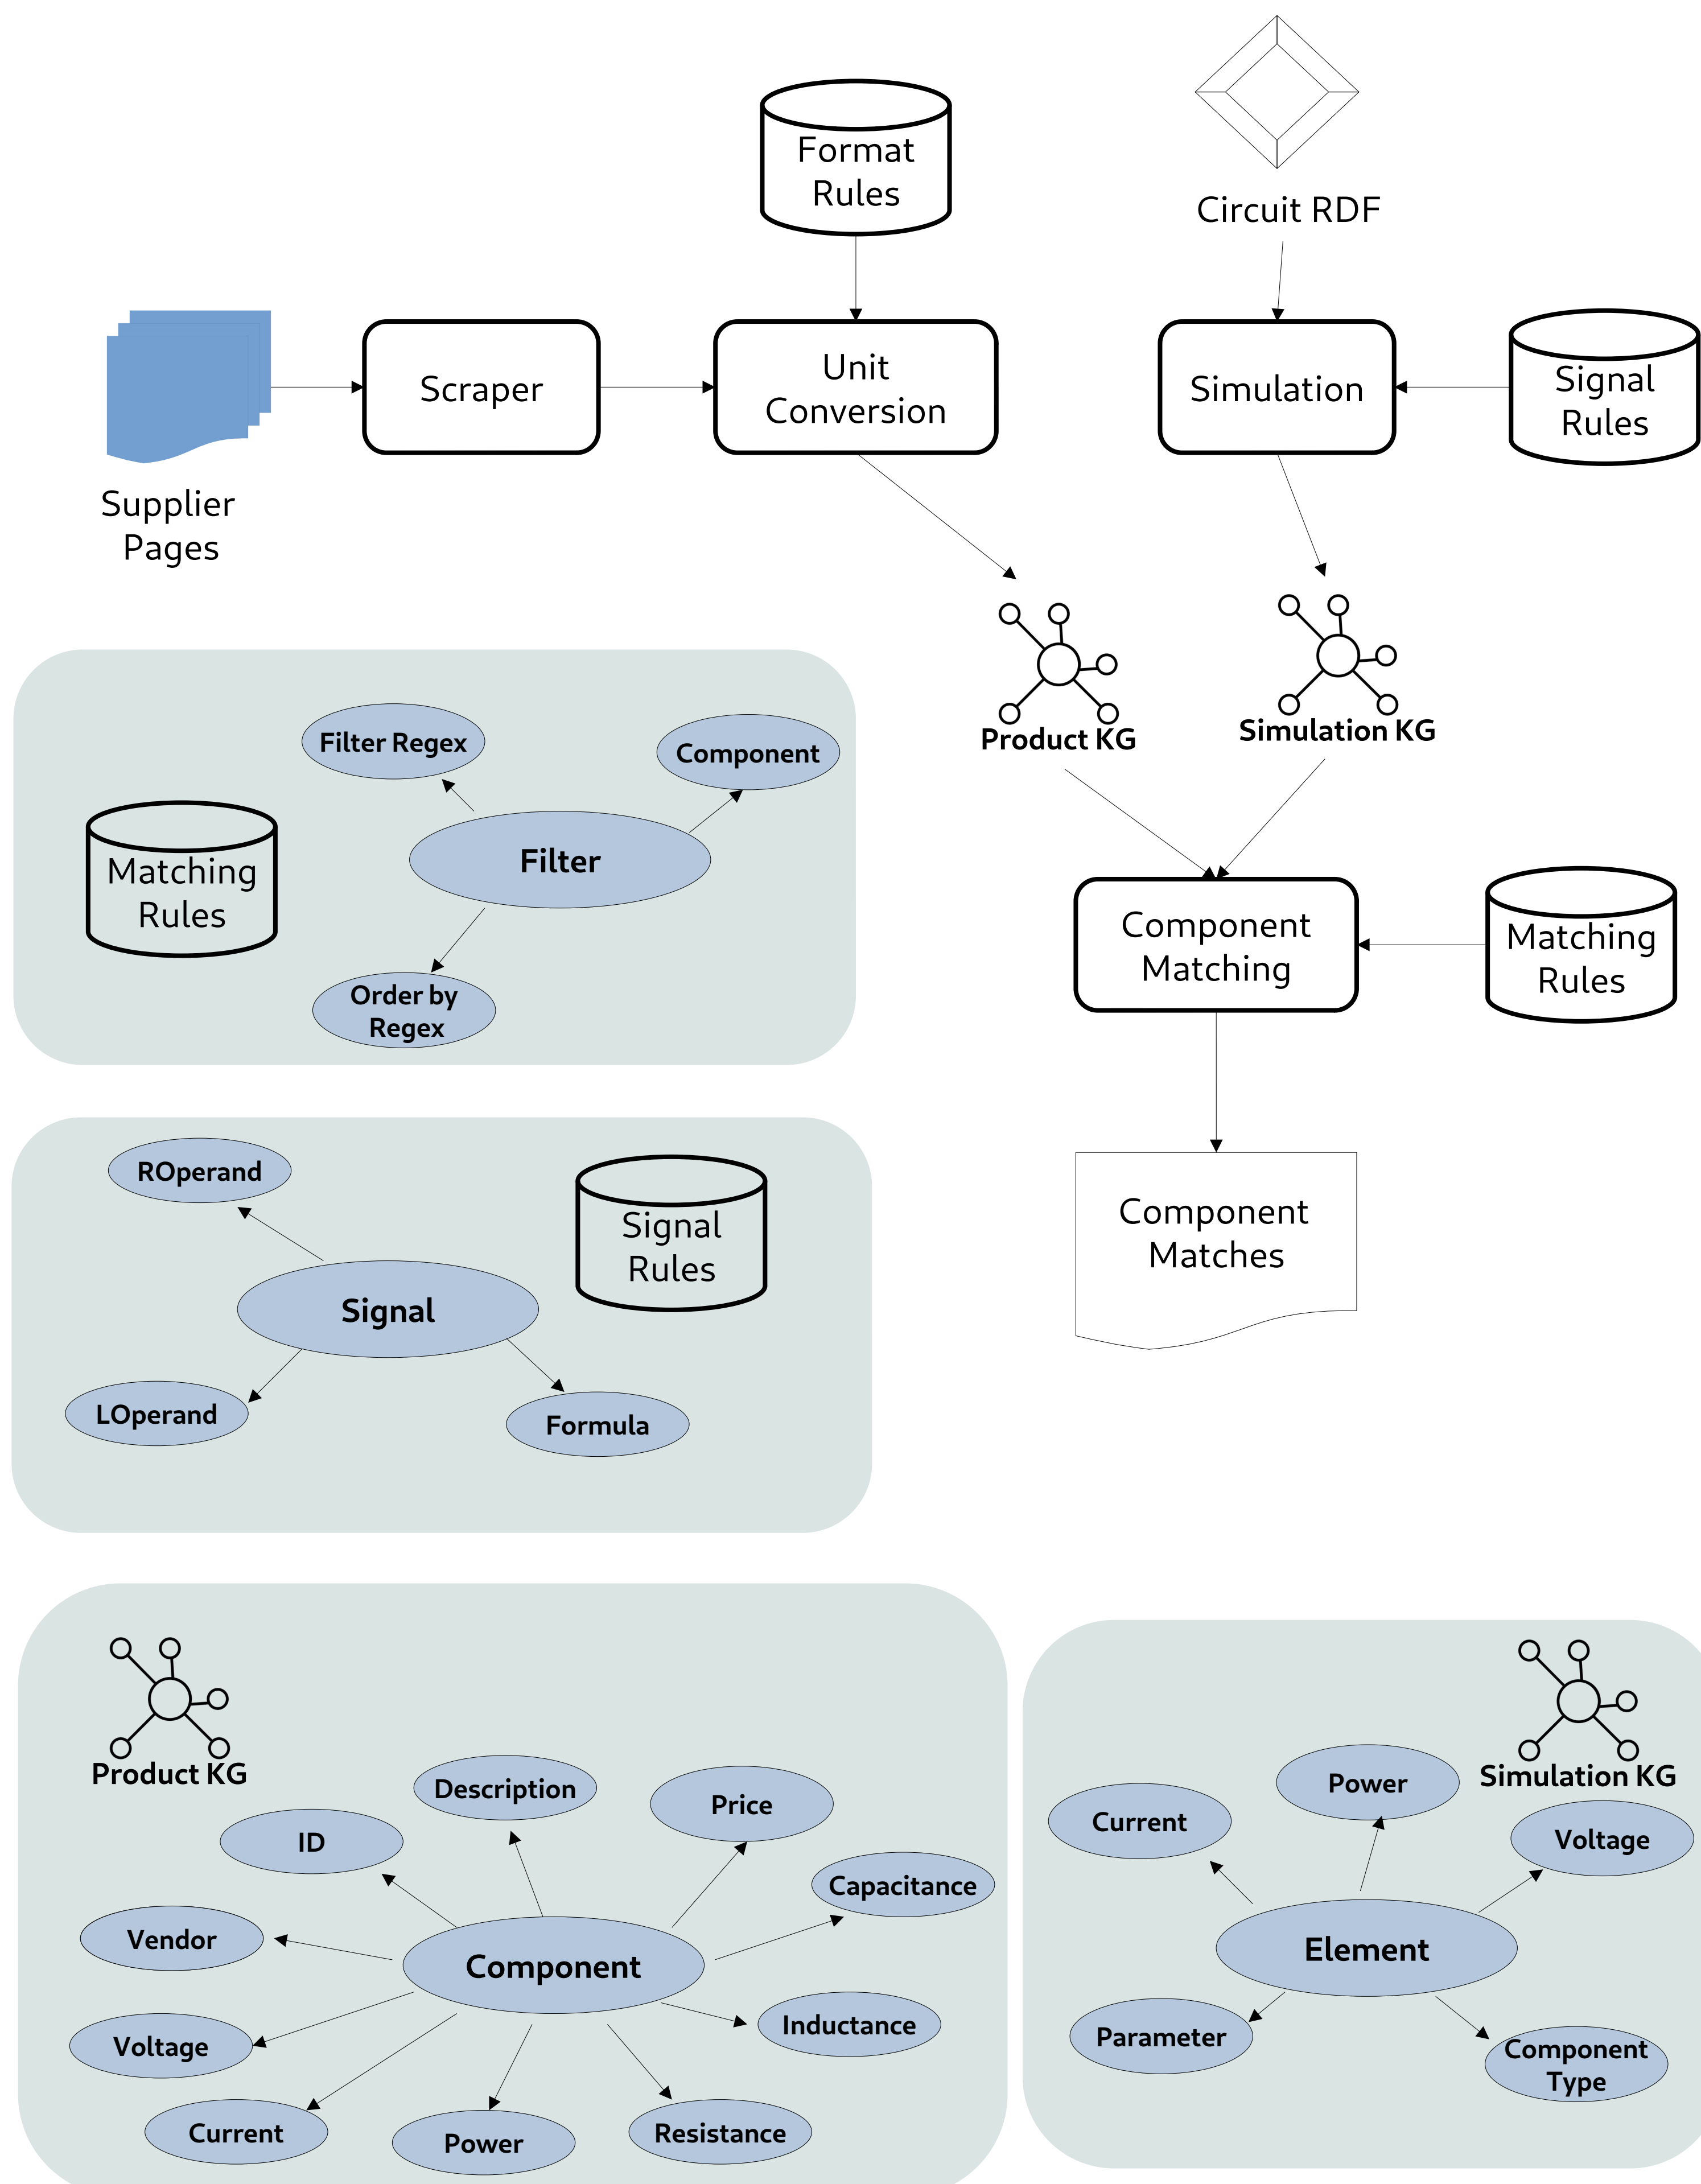 Format
Rules
Circuit RDF
Scraper
Unit
Conversion
Simulation
Signal
Rules
Supplier
Pages
Product KG
Simulation KG
Filter Regex
Component
Matching
Rules
Filter
Order by
Regex
Component
Matching
Matching
Rules
Component
Matches
ROperand
Signal
Rules
Signal
LOperand
Formula
Product KG
Description
Price
ID
Capacitance
Vendor
Component
Inductance
Voltage
Current
Power
Resistance
Simulation KG
Power
Current
Voltage
Element
Parameter
Component
Type